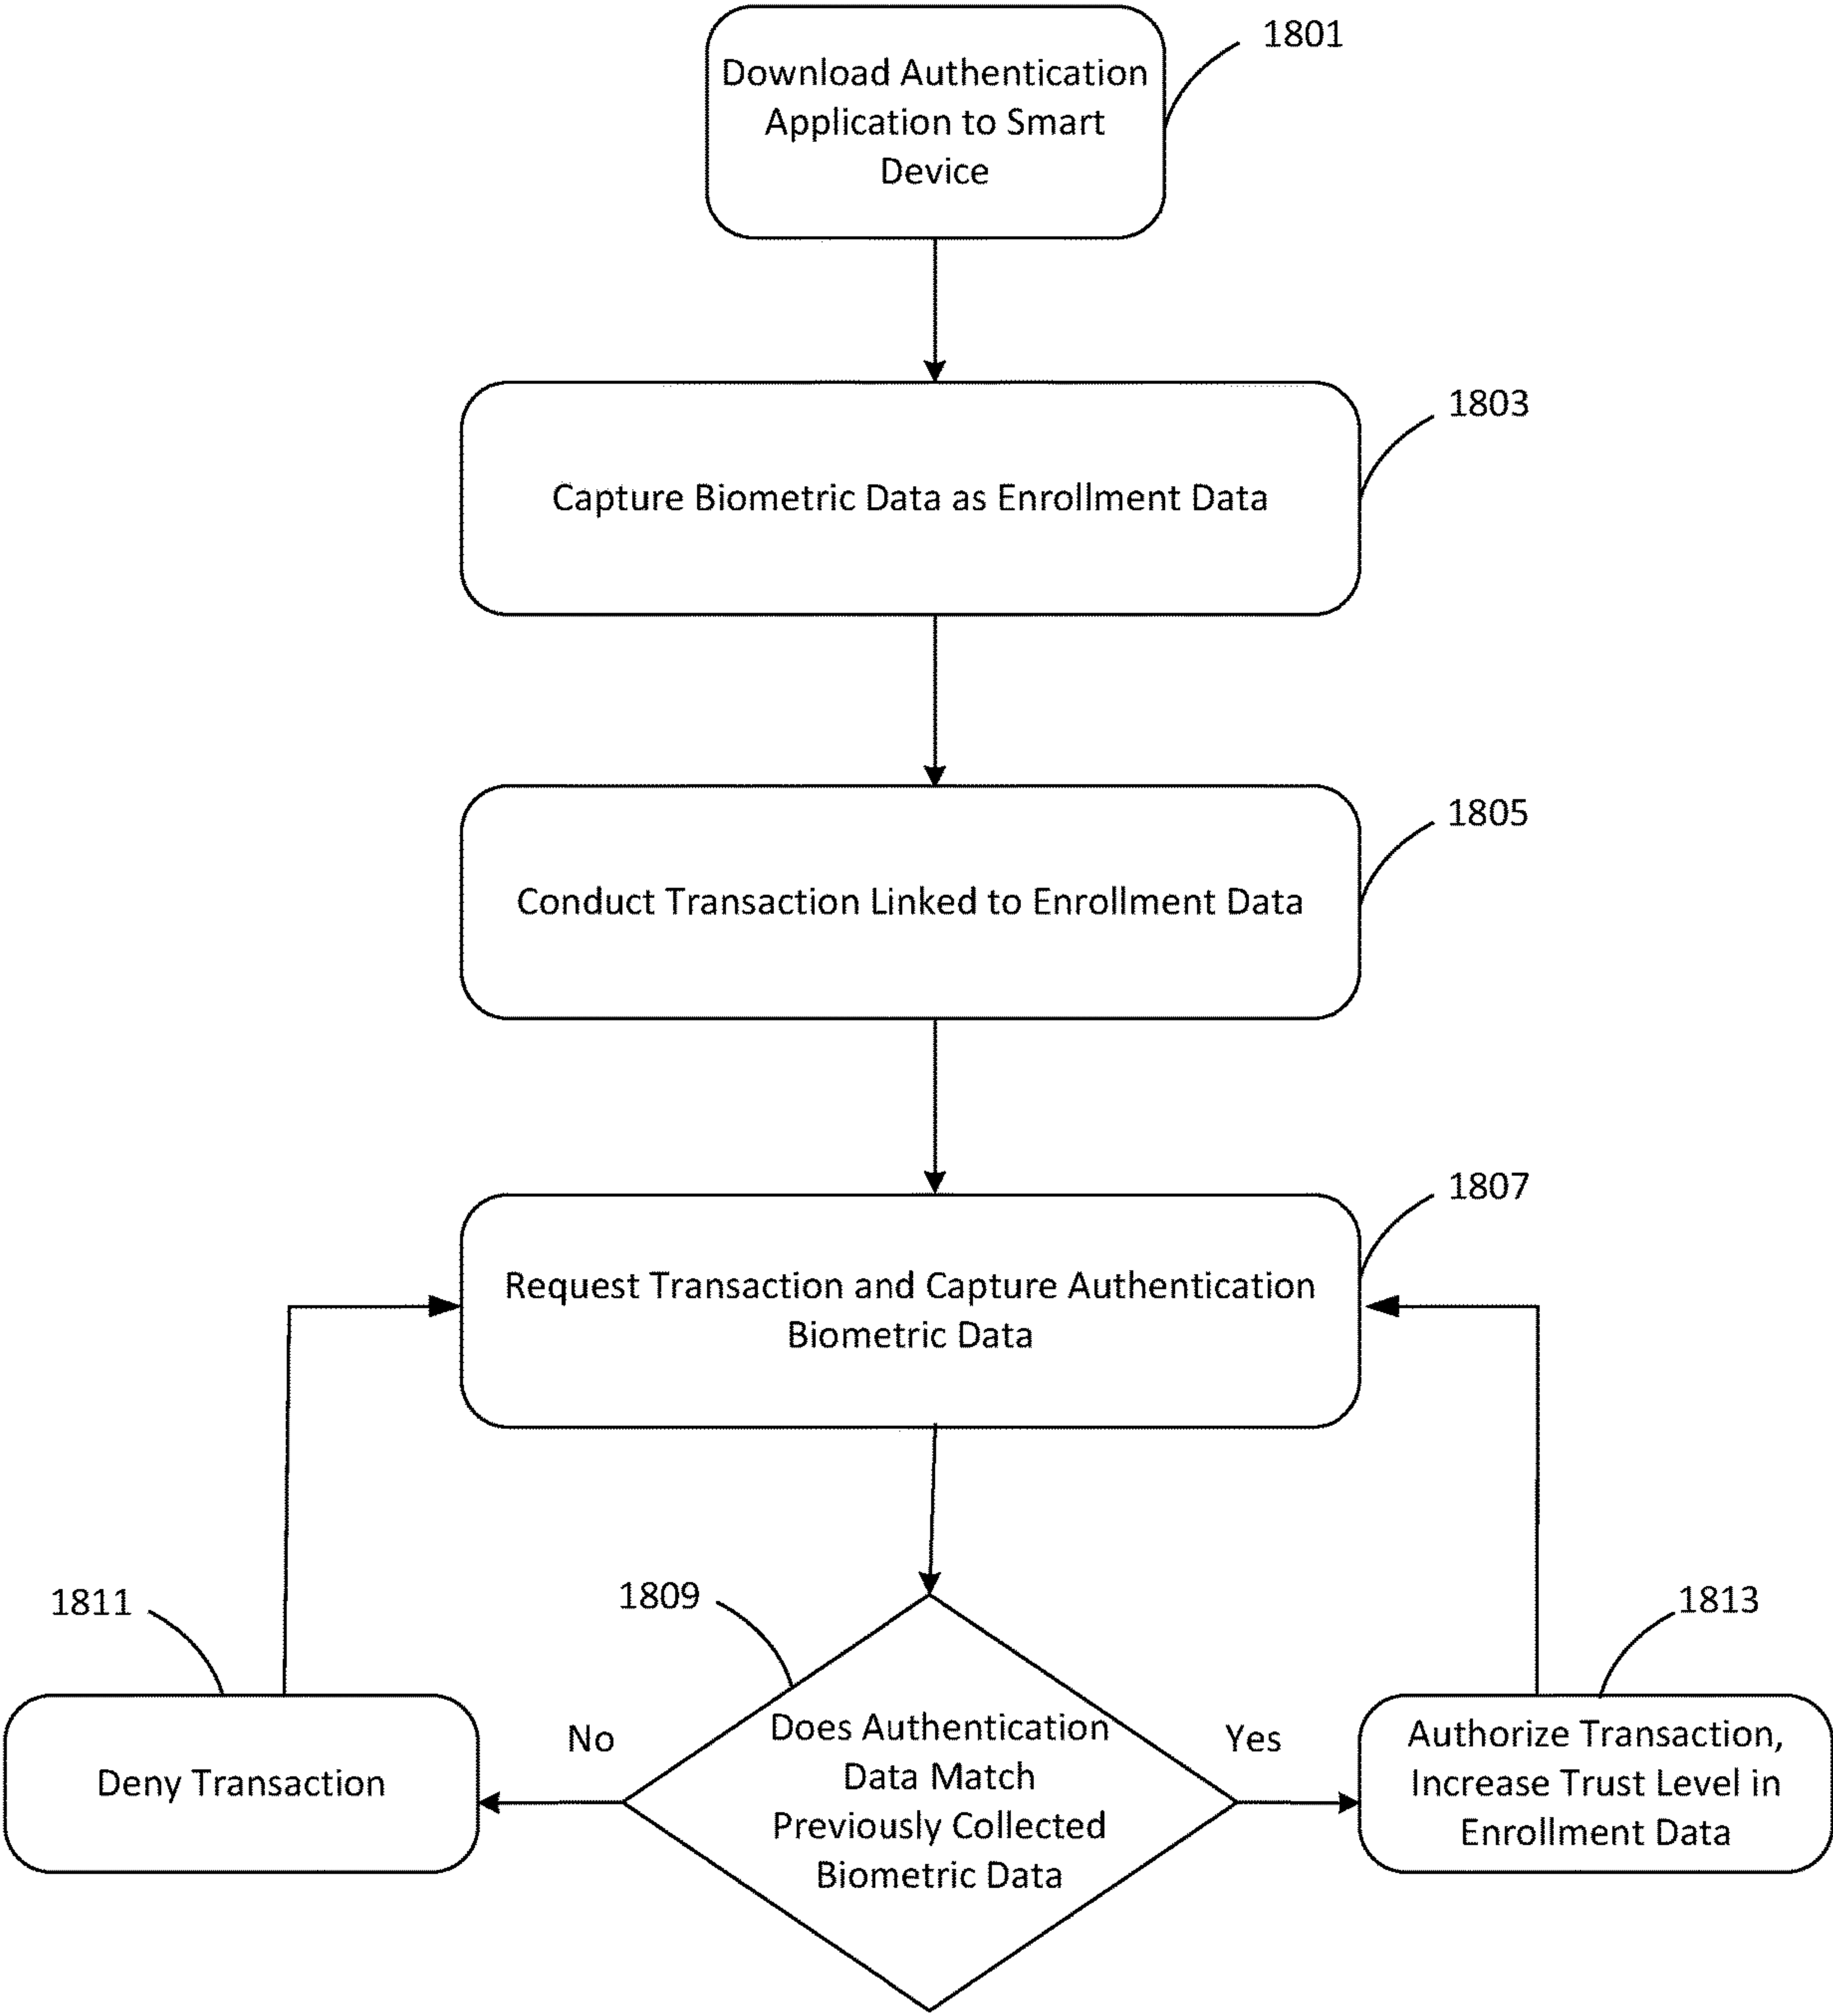 1801
Download Authentication
Application to Smart
Device
1803
Capture Biometric Data as Enrollment Data
1805
Conduct Transaction Linked to Enrollment Data
1807
Request Transaction and Capture Authentication
Biometric Data
1811
1809
1813
No
Yes
Deny Transaction
Does Authentication
Data Match
Previously Collected
Biometric Data
Authorize Transaction,
Increase Trust Level in
Enrollment Data